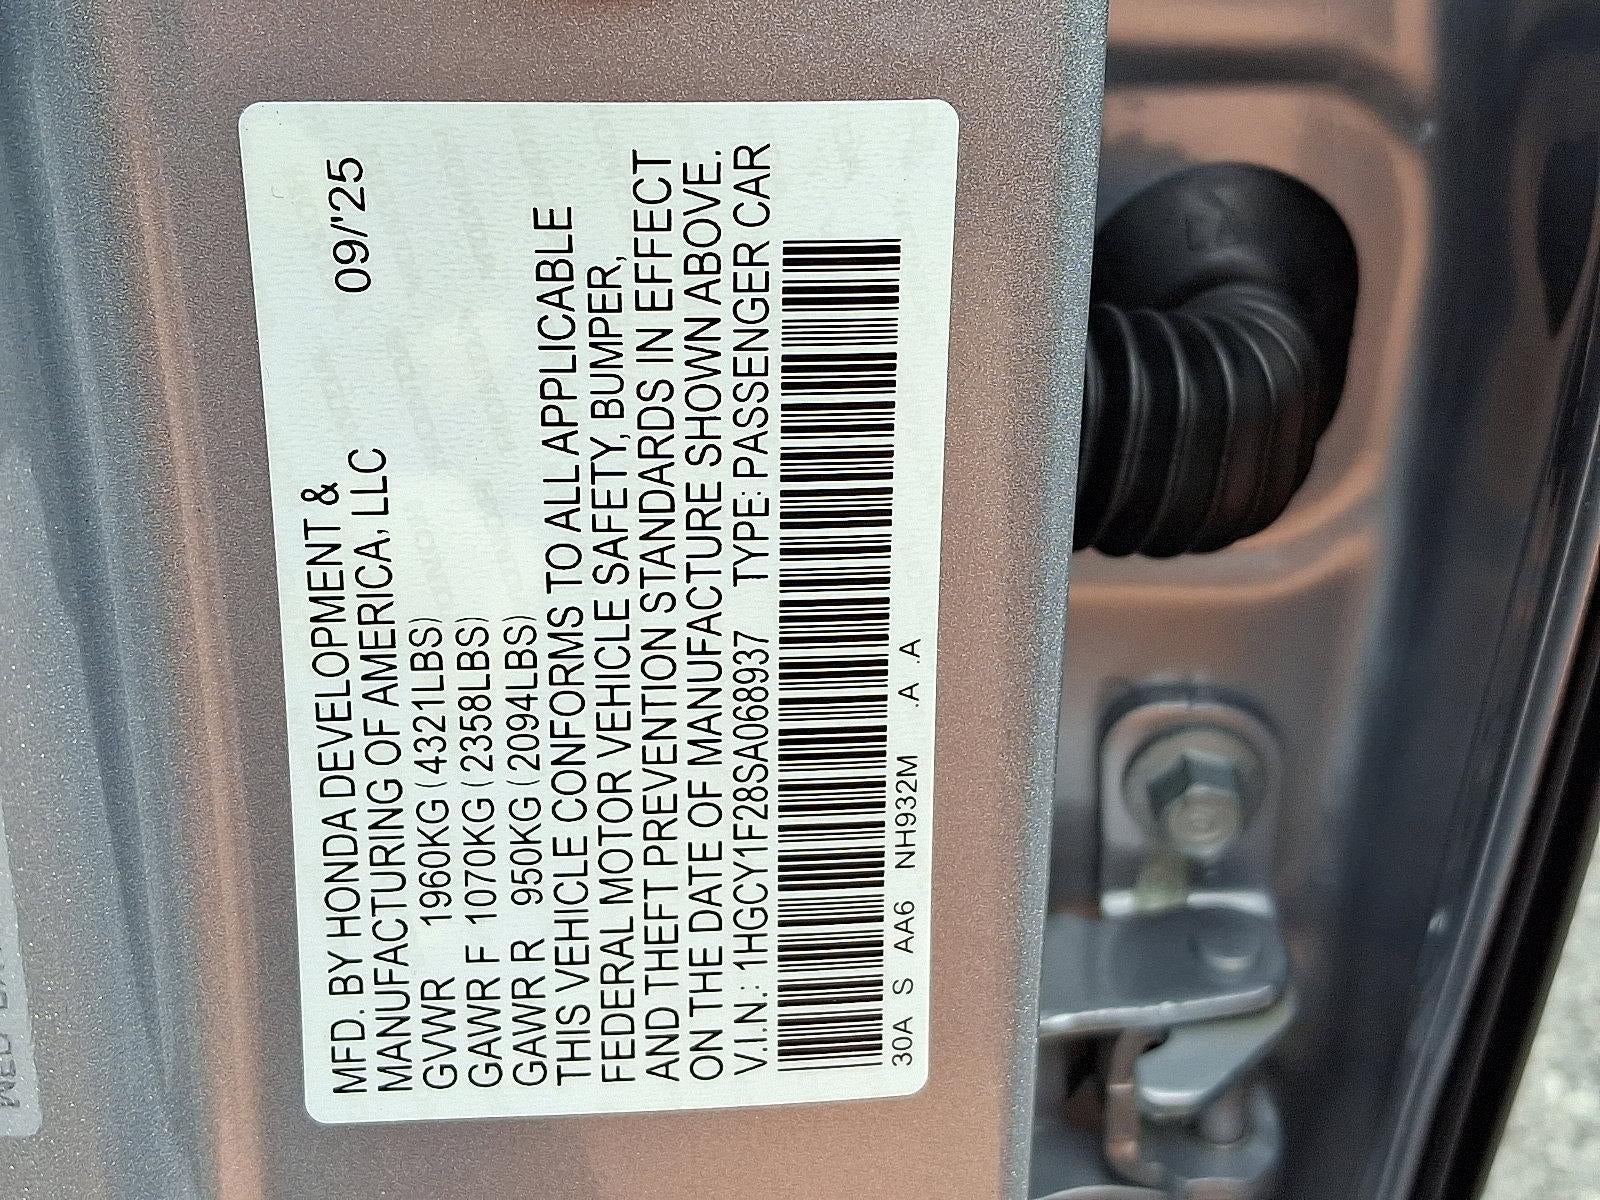 MFD. BY HONDA DEVELOPMENT &
MANUFACTURING OF AMERICA, LLC 09/'25
GVWR 1960KG (4321LBS)
GAWR F 1070KG (2358LBS)
GAWR R 950KG (2094LBS)
THIS VEHICLE CONFORMS TO ALL APPLICABLE
FEDERAL MOTOR VEHICLE SAFETY, BUMPER,
AND THEFT PREVENTION STANDARDS IN EFFECT
ON THE DATE OF MANUFACTURE SHOWN ABOVE.
V.I.N.: 1HGCY1F28SA068937 TYPE: PASSENGER CAR
30A S AA6 NH932M .A .A